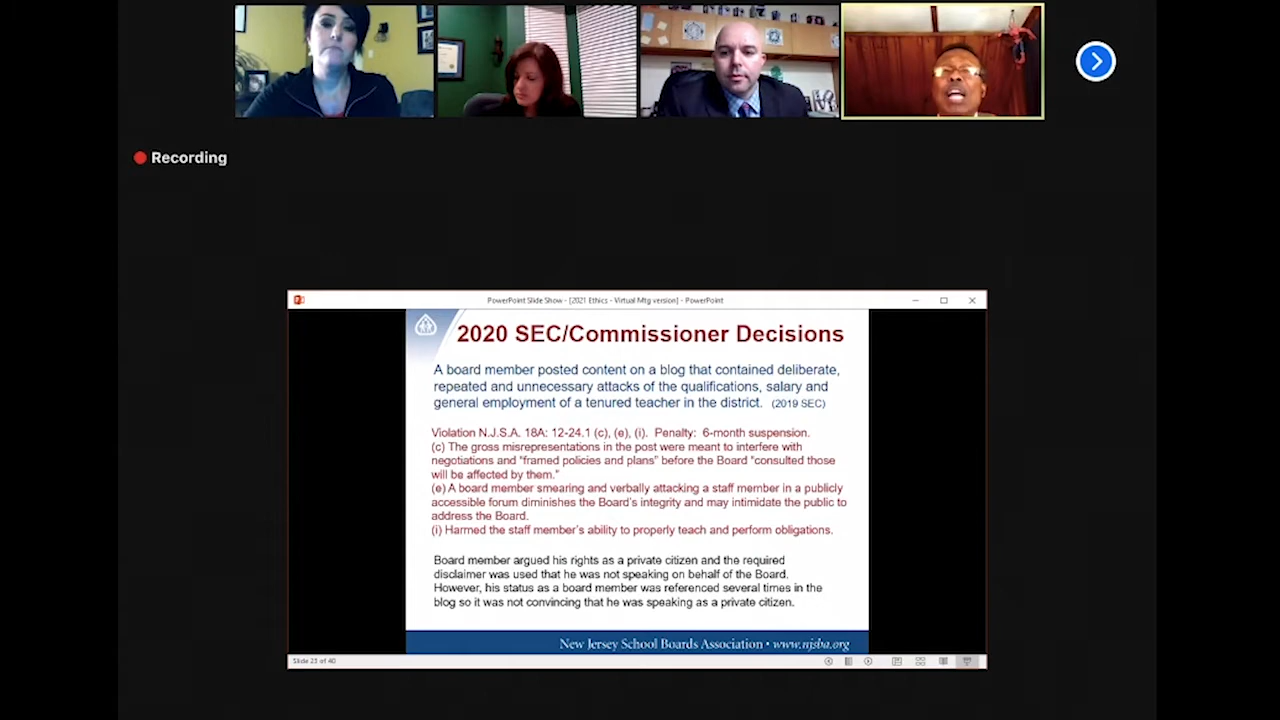 Recording
PowerPoint Slide Show - [2021 Ethics - Virtual Mtg version] - PowerPoint
2020 SEC/Commissioner Decisions
A board member posted content on a blog that contained deliberate,
repeated and unnecessary attacks of the qualifications, salary and
general employment of a tenured teacher in the district. (2019 SEC)
Violation N.J.S.A. 18A: 12-24.1 (c), (e), (i). Penalty: 6-month suspension.
(c) The gross misrepresentations in the post were meant to interfere with
negotiations and “framed policies and plans” before the Board “consulted those
will be affected by them.”
(e) A board member smearing and verbally attacking a staff member in a publicly
accessible forum diminishes the Board's integrity and may intimidate the public to
address the Board.
(i) Harmed the staff member's ability to properly teach and perform obligations.
Board member argued his rights as a private citizen and the required
disclaimer was used that he was not speaking on behalf of the Board.
However, his status as a board member was referenced several times in the
blog so it was not convincing that he was speaking as a private citizen.
New Jersey School Boards Association • www.njsba.org
Slide 23 of 40